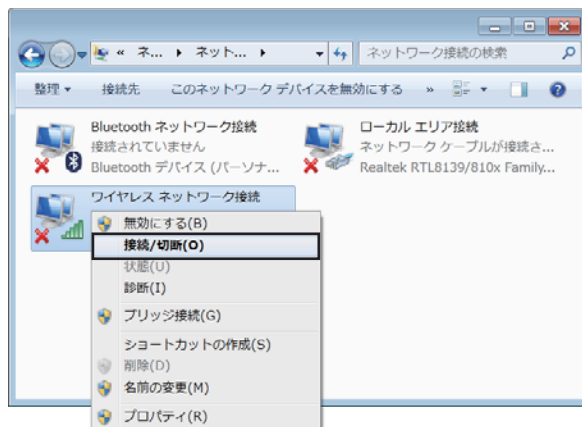 « ネ... ▸ ネット... ▸
ネットワーク接続の検索
整理 ▾ 接続先 このネットワーク デバイスを無効にする »
Bluetooth ネットワーク接続
接続されていません
Bluetooth デバイス (パーソナ...
ローカル エリア接続
ネットワーク ケーブルが接続さ...
Realtek RTL8139/810x Family...
ワイヤレス ネットワーク接続
無効にする(B)
接続/切断(O)
状態(U)
診断(I)
ブリッジ接続(G)
ショートカットの作成(S)
削除(D)
名前の変更(M)
プロパティ(R)